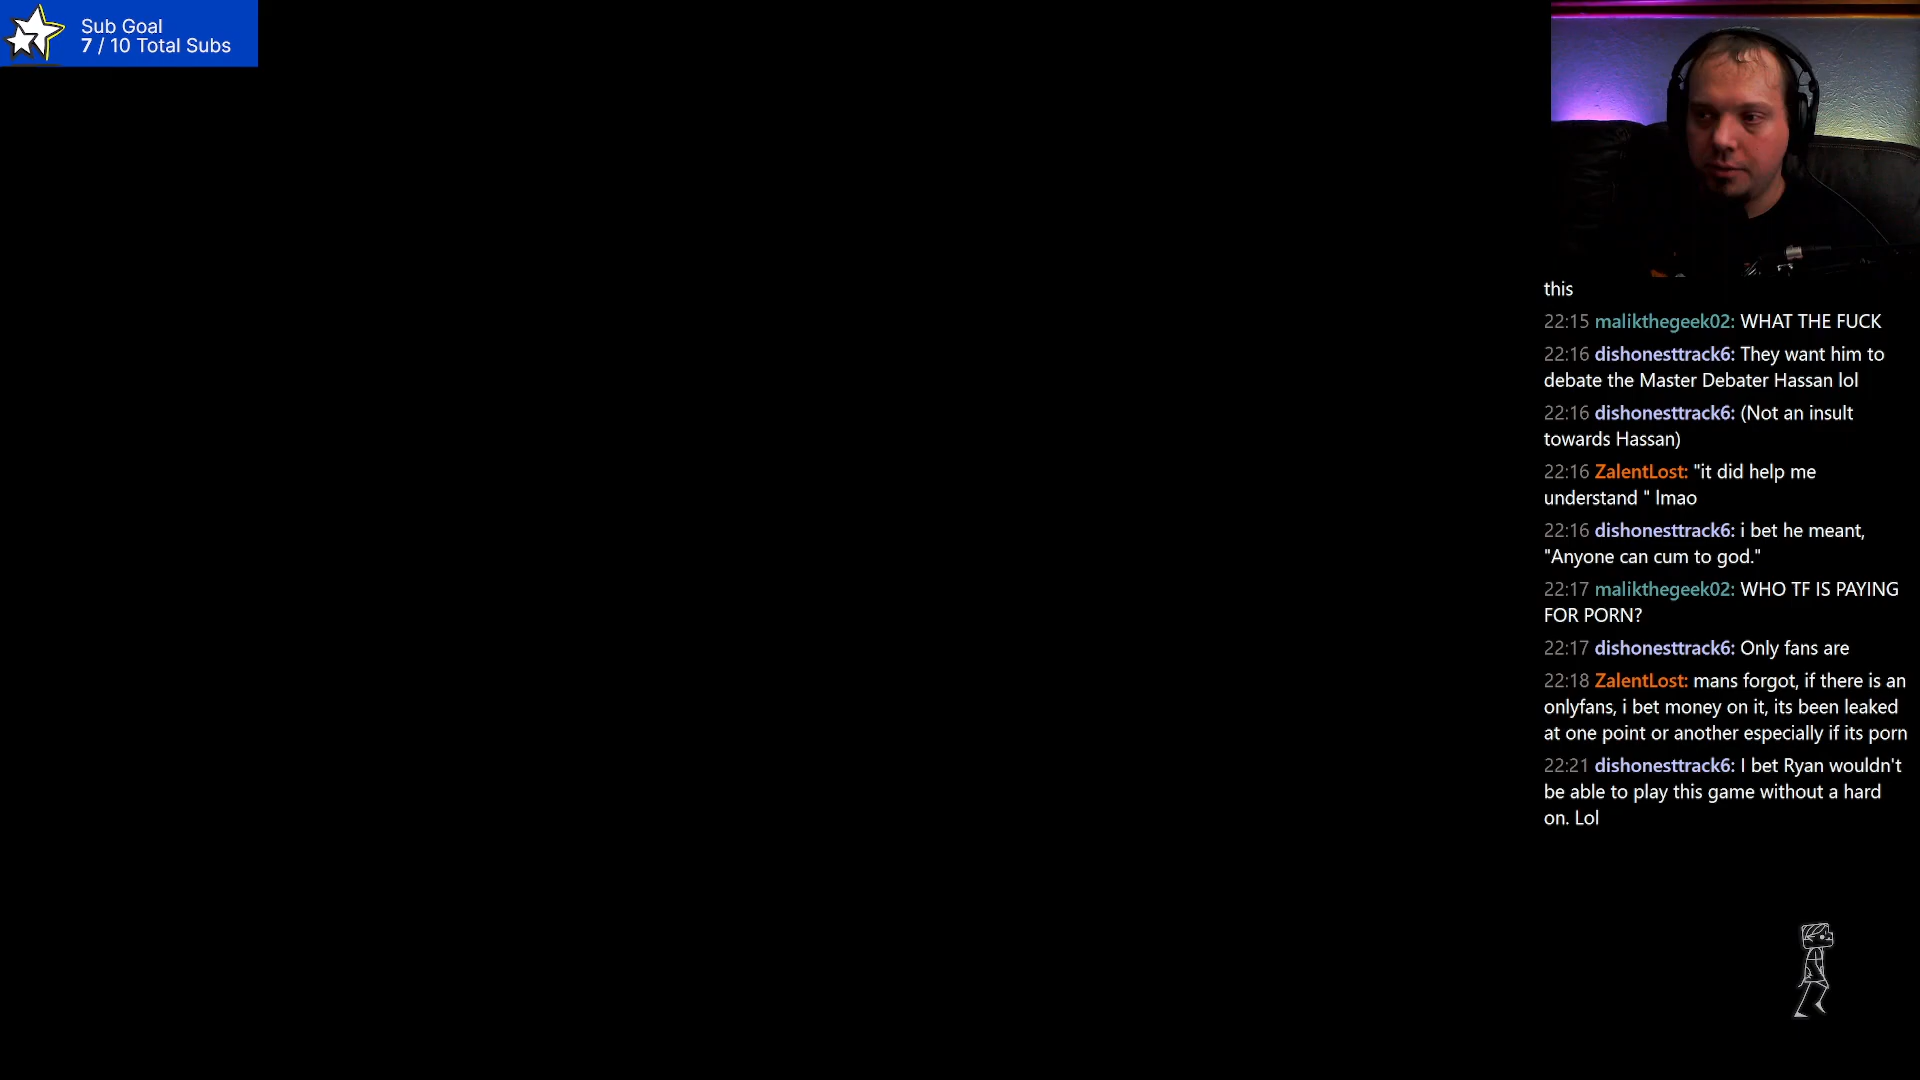 Sub Goal
7 / 10 Total Subs
this
22:15 malikthegeek02: WHAT THE FUCK
22:16 dishonesttrack6: They want him to
debate the Master Debater Hassan lol
22:16 dishonesttrack6: (Not an insult
towards Hassan)
22:16 ZalentLost: "it did help me
understand " lmao
22:16 dishonesttrack6: i bet he meant,
"Anyone can cum to god."
22:17 malikthegeek02: WHO TF IS PAYING
FOR PORN?
22:17 dishonesttrack6: Only fans are
22:18 ZalentLost: mans forgot, if there is an
onlyfans, i bet money on it, its been leaked
at one point or another especially if its porn
22:21 dishonesttrack6: I bet Ryan wouldn't
be able to play this game without a hard
on. Lol